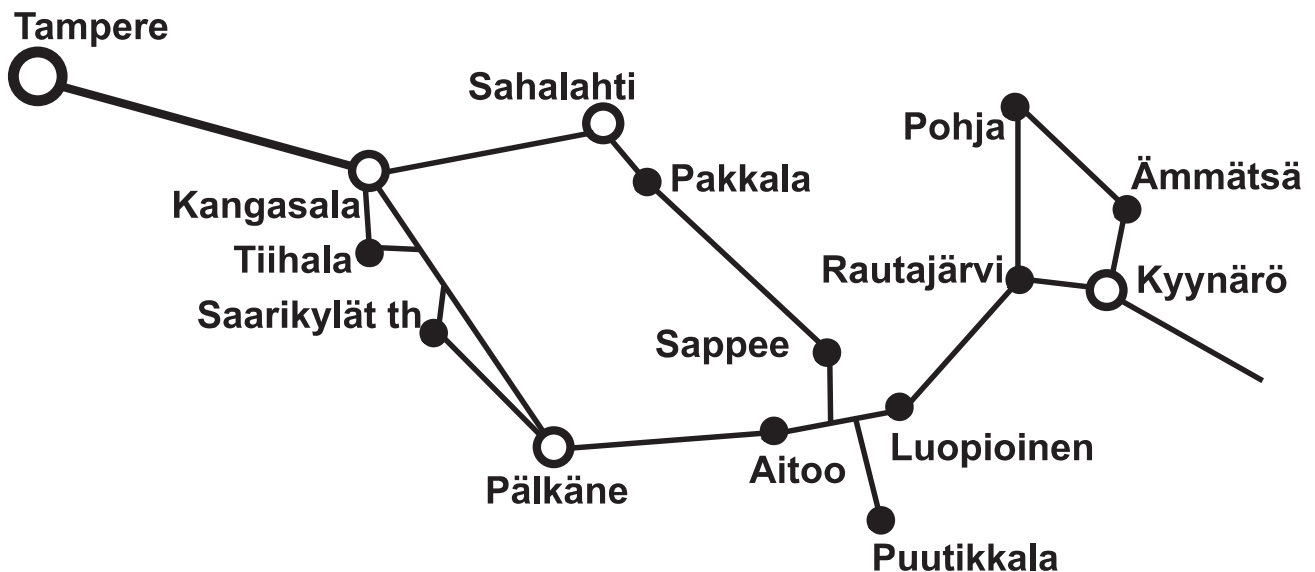 Tampere
Sahalahti
Pohja
Pakkala
Ämmätsä
Kangasala
Tiihala
Rautajärvi
Kyynärö
Saarikylät th
Sappee
Luopioinen
Aitoo
Pälkäne
Puutikkala